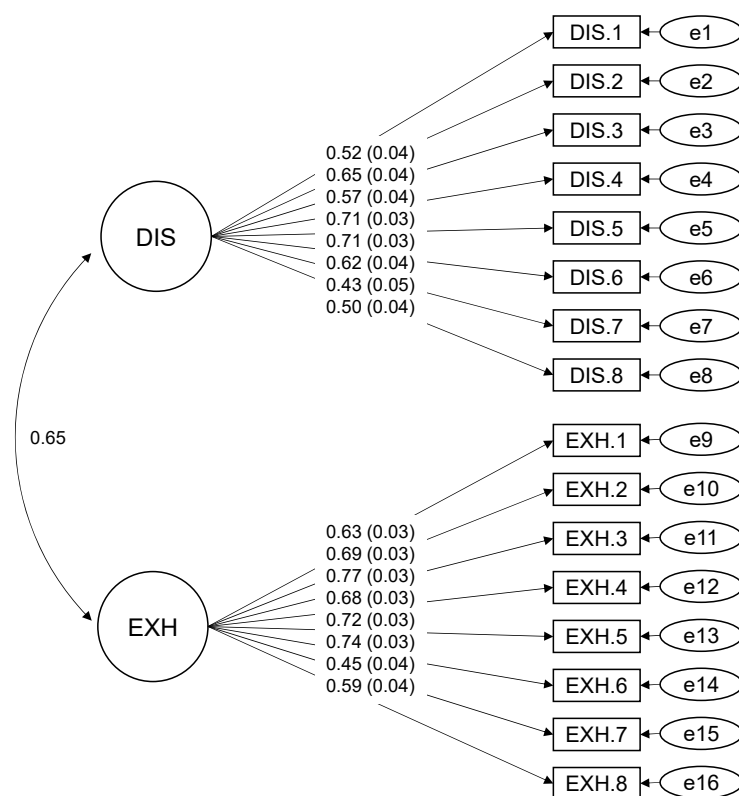 DIS.1
e1
DIS.2
e2
DIS.3
e3
DIS.4
e4
DIS.5
e5
DIS.6
e6
DIS.7
e7
DIS.8
e8
0.52 (0.04)
0.65 (0.04)
0.57 (0.04)
0.71 (0.03)
0.71 (0.03)
0.62 (0.04)
0.43 (0.05)
0.50 (0.04)
DIS
0.65
EXH.1
e9
EXH.2
e10
EXH.3
e11
EXH.4
e12
EXH.5
e13
EXH.6
e14
EXH.7
e15
EXH.8
e16
0.63 (0.03)
0.69 (0.03)
0.77 (0.03)
0.68 (0.03)
0.72 (0.03)
0.74 (0.03)
0.45 (0.04)
0.59 (0.04)
EXH